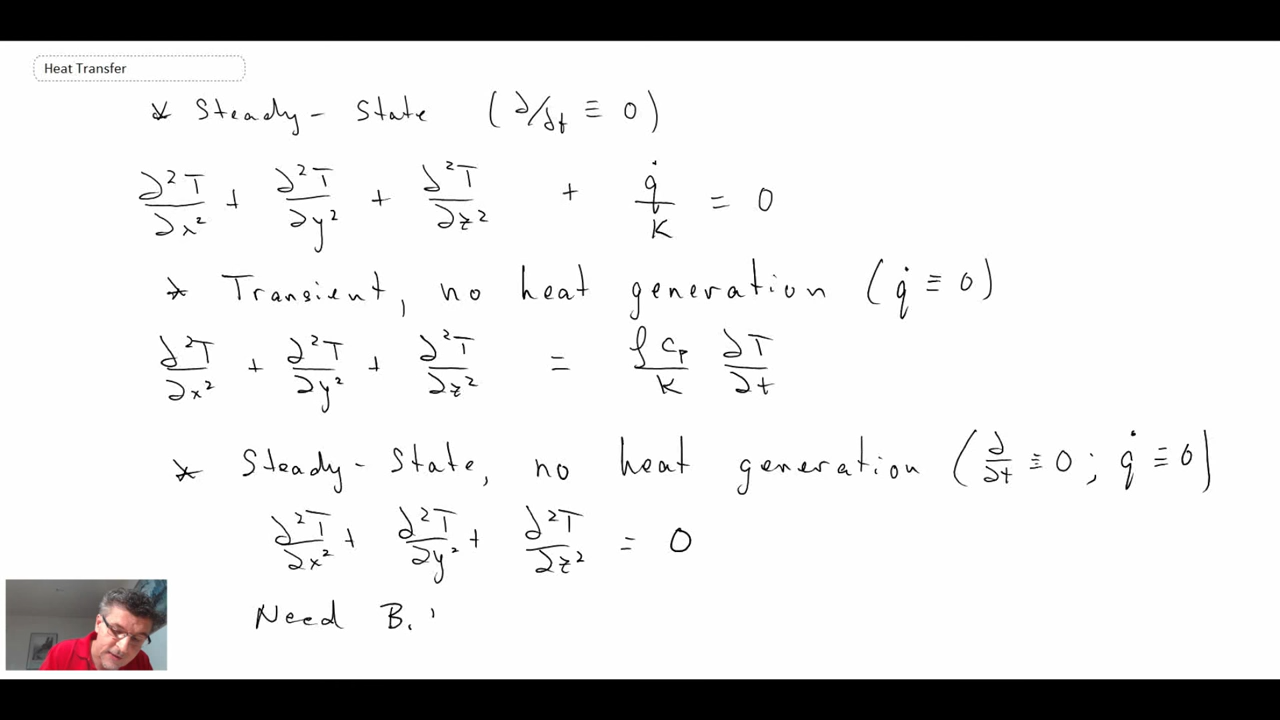 Heat Transfer
* Steady-State (∂/∂t ≡ 0)
∂²T/∂x² + ∂²T/∂y² + ∂²T/∂z² + q̇/k = 0
* Transient, no heat generation (q̇ ≡ 0)
∂²T/∂x² + ∂²T/∂y² + ∂²T/∂z² = ρ cₚ/k ∂T/∂t
* Steady-State, no heat generation (∂/∂t ≡ 0; q̇ ≡ 0)
∂²T/∂x² + ∂²T/∂y² + ∂²T/∂z² = 0
Need B.